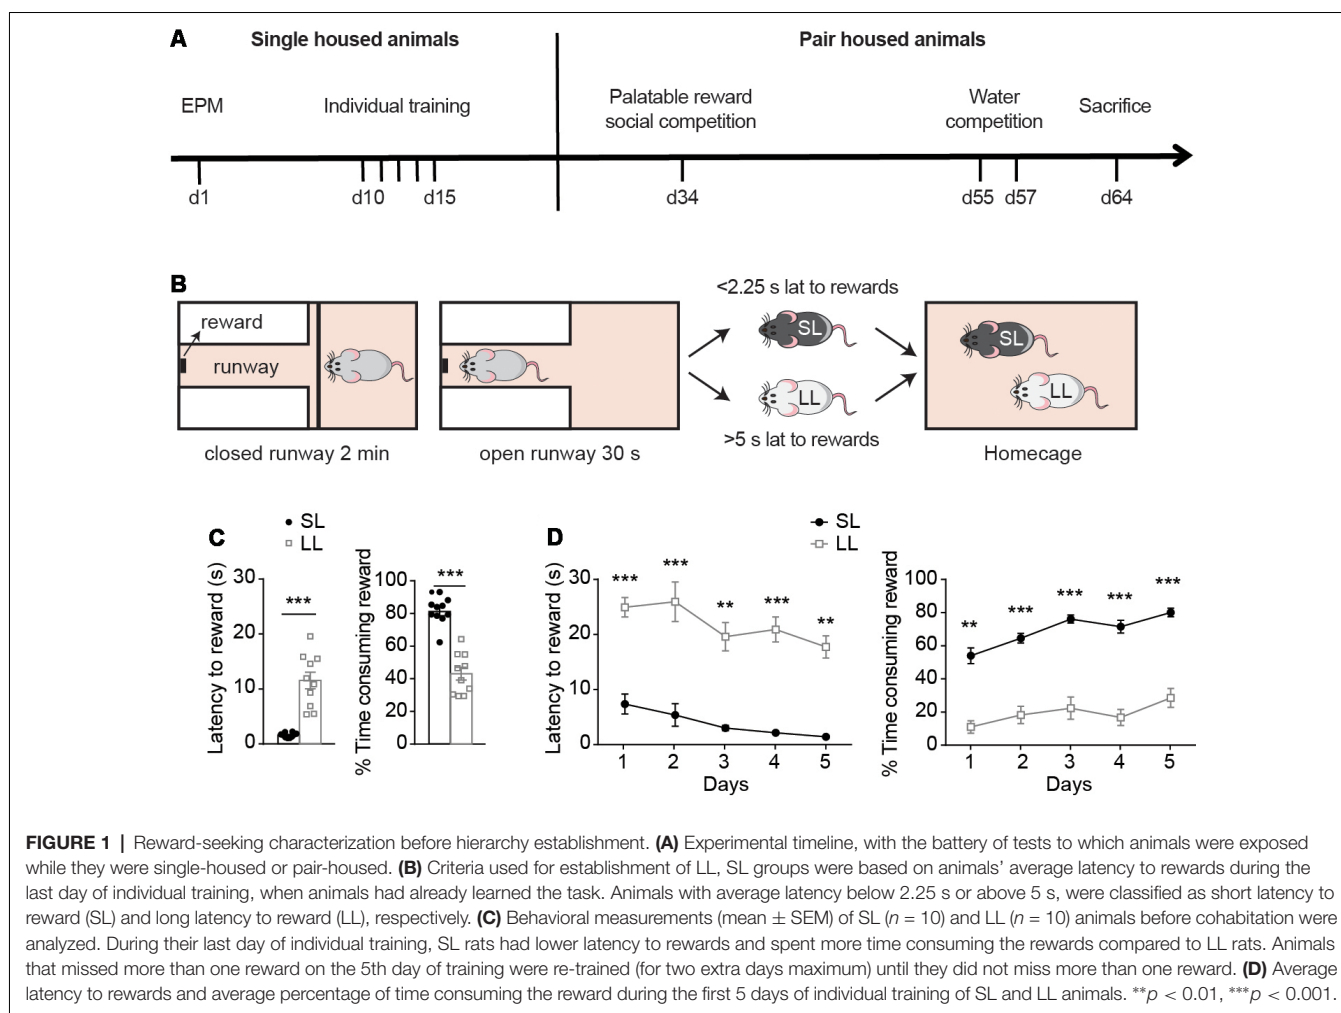 A
Single housed animals
Pair housed animals
EPM
Individual training
Palatable reward
social competition
Water
competition
Sacrifice
d1
d10
d15
d34
d55
d57
d64
B
reward
runway
closed runway 2 min
open runway 30 s
<2.25 s lat to rewards
SL
LL
>5 s lat to rewards
SL
LL
Homecage
C
SL
LL
Latency to reward (s)
30
20
10
0
***
% Time consuming reward
100
80
60
40
20
0
***
D
SL
LL
Latency to reward (s)
30
20
10
0
*** *** ** *** **
1 2 3 4 5
Days
% Time consuming reward
100
80
60
40
20
0
** *** *** *** ***
1 2 3 4 5
Days
FIGURE 1 | Reward-seeking characterization before hierarchy establishment. (A) Experimental timeline, with the battery of tests to which animals were exposed
while they were single-housed or pair-housed. (B) Criteria used for establishment of LL, SL groups were based on animals’ average latency to rewards during the
last day of individual training, when animals had already learned the task. Animals with average latency below 2.25 s or above 5 s, were classified as short latency to
reward (SL) and long latency to reward (LL), respectively. (C) Behavioral measurements (mean ± SEM) of SL (n = 10) and LL (n = 10) animals before cohabitation were
analyzed. During their last day of individual training, SL rats had lower latency to rewards and spent more time consuming the rewards compared to LL rats. Animals
that missed more than one reward on the 5th day of training were re-trained (for two extra days maximum) until they did not miss more than one reward. (D) Average
latency to rewards and average percentage of time consuming the reward during the first 5 days of individual training of SL and LL animals. **p < 0.01, ***p < 0.001.